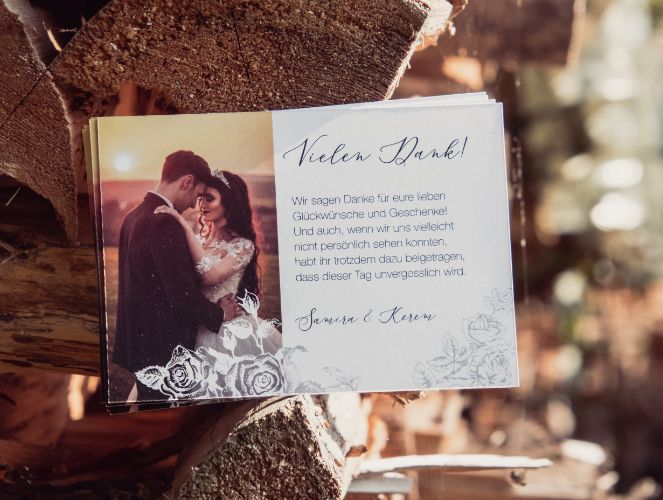 Vielen Dank!
Wir sagen Danke für eure lieben
Glückwünsche und Geschenke!
Und auch, wenn wir uns vielleicht
nicht persönlich sehen konnten,
habt ihr trotzdem dazu beigetragen,
dass dieser Tag unvergesslich wird.
Samira & Kerem